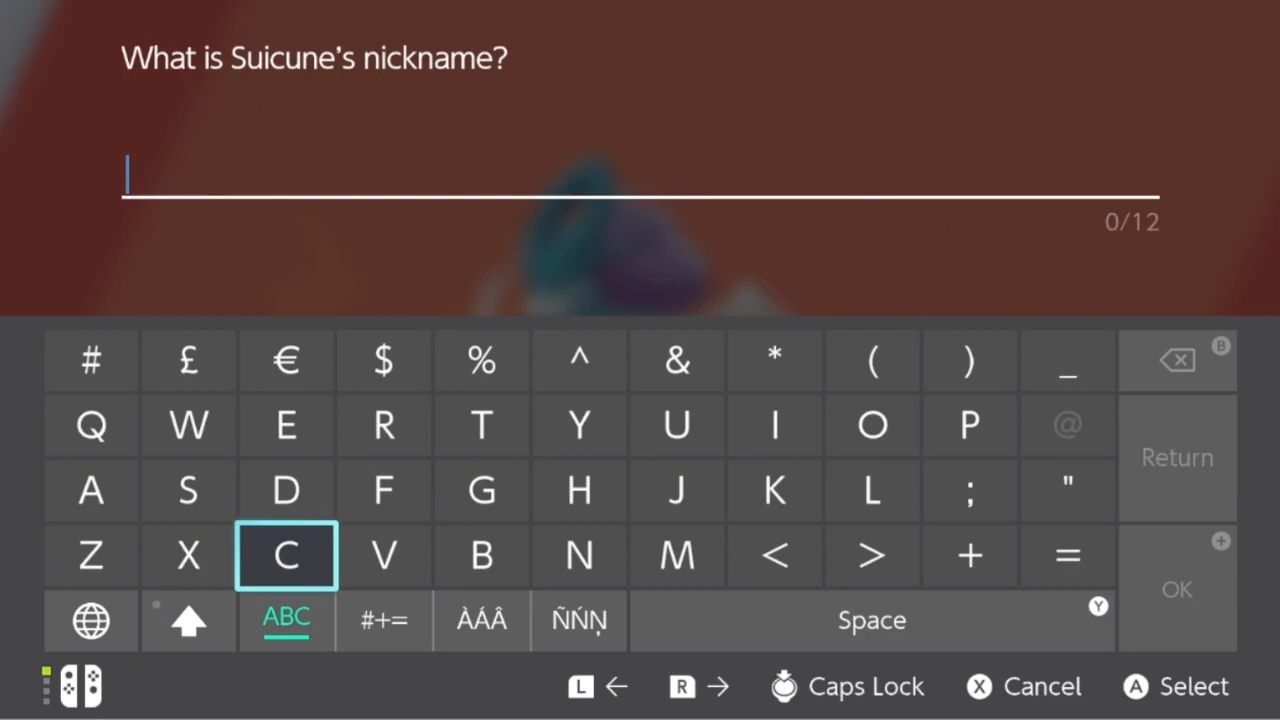 What is Suicune's nickname?
0/12
# £ € $ % ^ & * ( ) _ B
Q W E R T Y U I O P @ Return
A S D F G H J K L ; "
Z X C V B N M < > + = + OK
ABC #+= ÀÁÂ ÑŃŅ Space Y
L ← R → Caps Lock X Cancel A Select